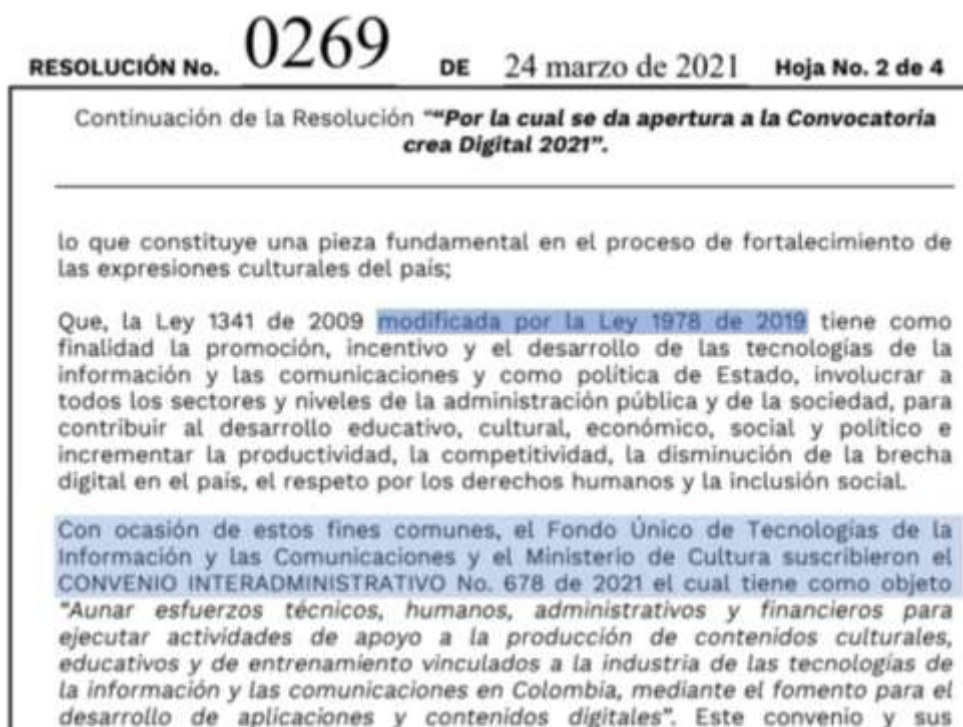 RESOLUCIÓN No. 0269 DE 24 marzo de 2021 Hoja No. 2 de 4
Continuación de la Resolución "“Por la cual se da apertura a la Convocatoria
crea Digital 2021”.
lo que constituye una pieza fundamental en el proceso de fortalecimiento de
las expresiones culturales del país;
Que, la Ley 1341 de 2009 modificada por la Ley 1978 de 2019 tiene como
finalidad la promoción, incentivo y el desarrollo de las tecnologías de la
información y las comunicaciones y como política de Estado, involucrar a
todos los sectores y niveles de la administración pública y de la sociedad, para
contribuir al desarrollo educativo, cultural, económico, social y político e
incrementar la productividad, la competitividad, la disminución de la brecha
digital en el país, el respeto por los derechos humanos y la inclusión social.
Con ocasión de estos fines comunes, el Fondo Único de Tecnologías de la
Información y las Comunicaciones y el Ministerio de Cultura suscribieron el
CONVENIO INTERADMINISTRATIVO No. 678 de 2021 el cual tiene como objeto
"Aunar esfuerzos técnicos, humanos, administrativos y financieros para
ejecutar actividades de apoyo a la producción de contenidos culturales,
educativos y de entrenamiento vinculados a la industria de las tecnologías de
la información y las comunicaciones en Colombia, mediante el fomento para el
desarrollo de aplicaciones y contenidos digitales". Este convenio y sus